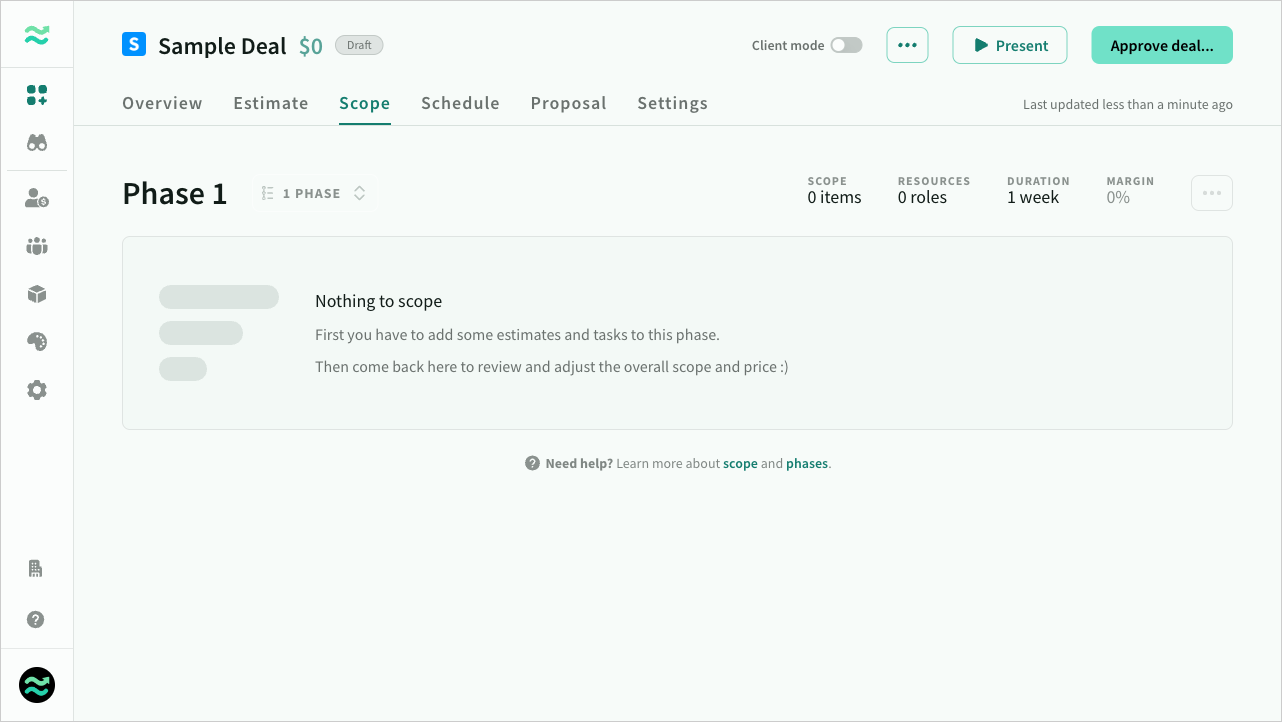 S Sample Deal $0 Draft
Client mode
Present
Approve deal...
Overview Estimate Scope Schedule Proposal Settings
Last updated less than a minute ago
Phase 1
1 PHASE
SCOPE
0 items
RESOURCES
0 roles
DURATION
1 week
MARGIN
0%
Nothing to scope
First you have to add some estimates and tasks to this phase.
Then come back here to review and adjust the overall scope and price :)
? Need help? Learn more about scope and phases.
$
?